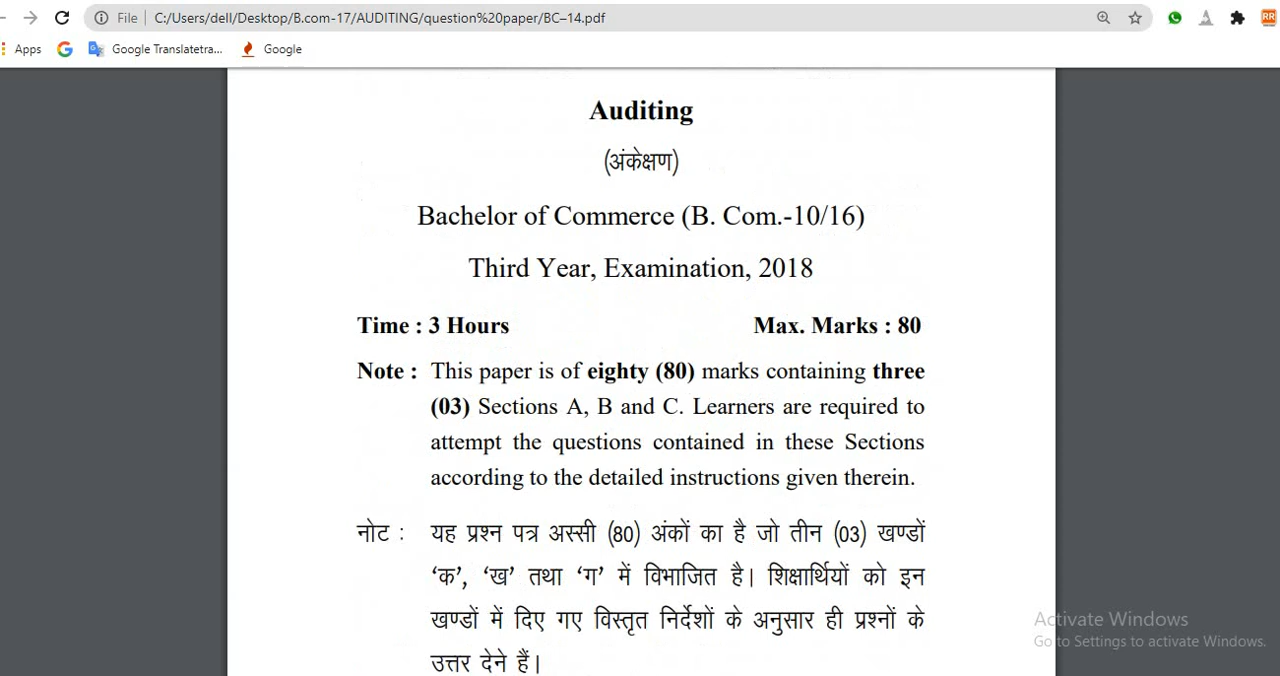 File C:/Users/dell/Desktop/B.com-17/AUDITING/question%20paper/BC–14.pdf
Apps Google Translatetra... Google
Auditing
(अंकेक्षण)
Bachelor of Commerce (B. Com.-10/16)
Third Year, Examination, 2018
Time : 3 Hours Max. Marks : 80
Note : This paper is of eighty (80) marks containing three
(03) Sections A, B and C. Learners are required to
attempt the questions contained in these Sections
according to the detailed instructions given therein.
नोट : यह प्रश्न पत्र अस्सी (80) अंकों का है जो तीन (03) खण्डों
‘क’, ‘ख’ तथा ‘ग’ में विभाजित है। शिक्षार्थियों को इन
खण्डों में दिए गए विस्तृत निर्देशों के अनुसार ही प्रश्नों के
उत्तर देने हैं।
Activate Windows
Go to Settings to activate Windows.
RR